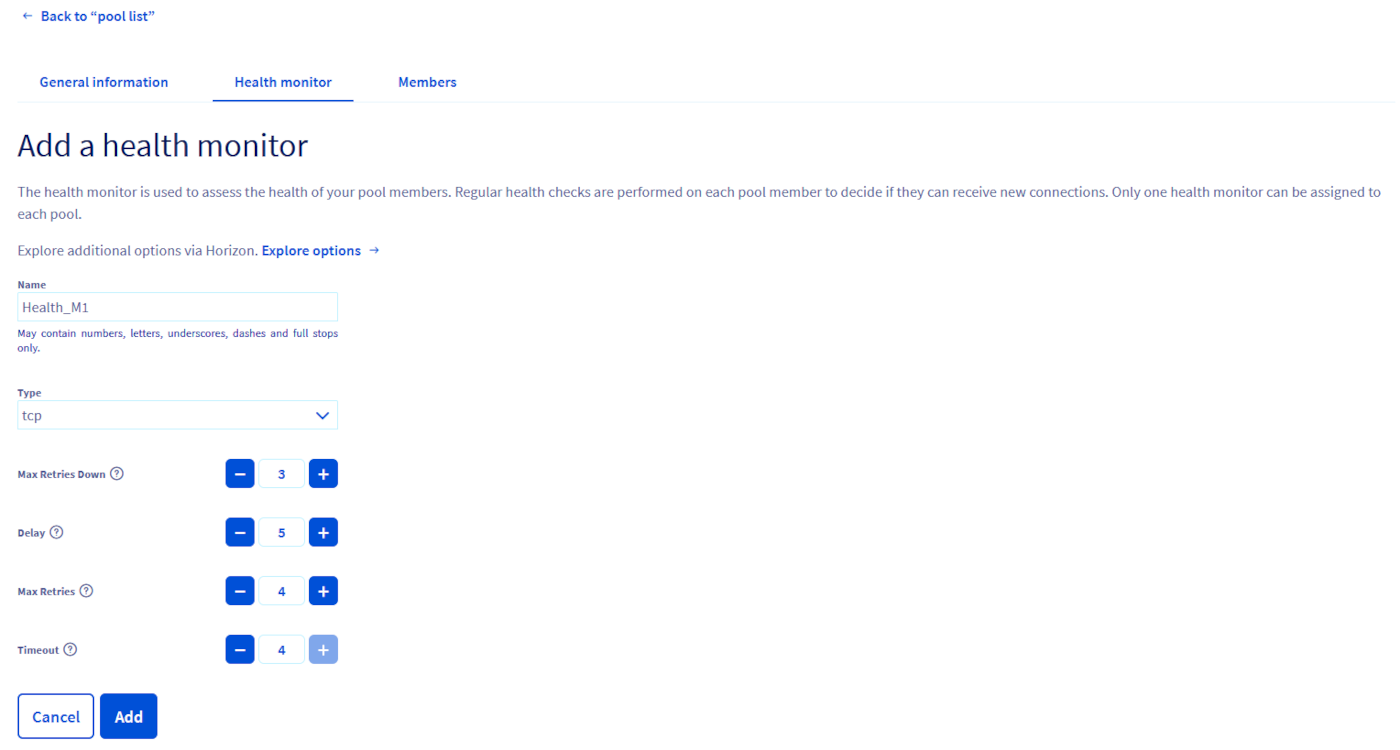 ← Back to “pool list”
General information Health monitor Members
Add a health monitor
The health monitor is used to assess the health of your pool members. Regular health checks are performed on each pool member to decide if they can receive new connections. Only one health monitor can be assigned to
each pool.
Explore additional options via Horizon. Explore options →
Name
Health_M1
May contain numbers, letters, underscores, dashes and full stops
only.
Type
tcp
Max Retries Down ? − 3 +
Delay ? − 5 +
Max Retries ? − 4 +
Timeout ? − 4 +
Cancel Add